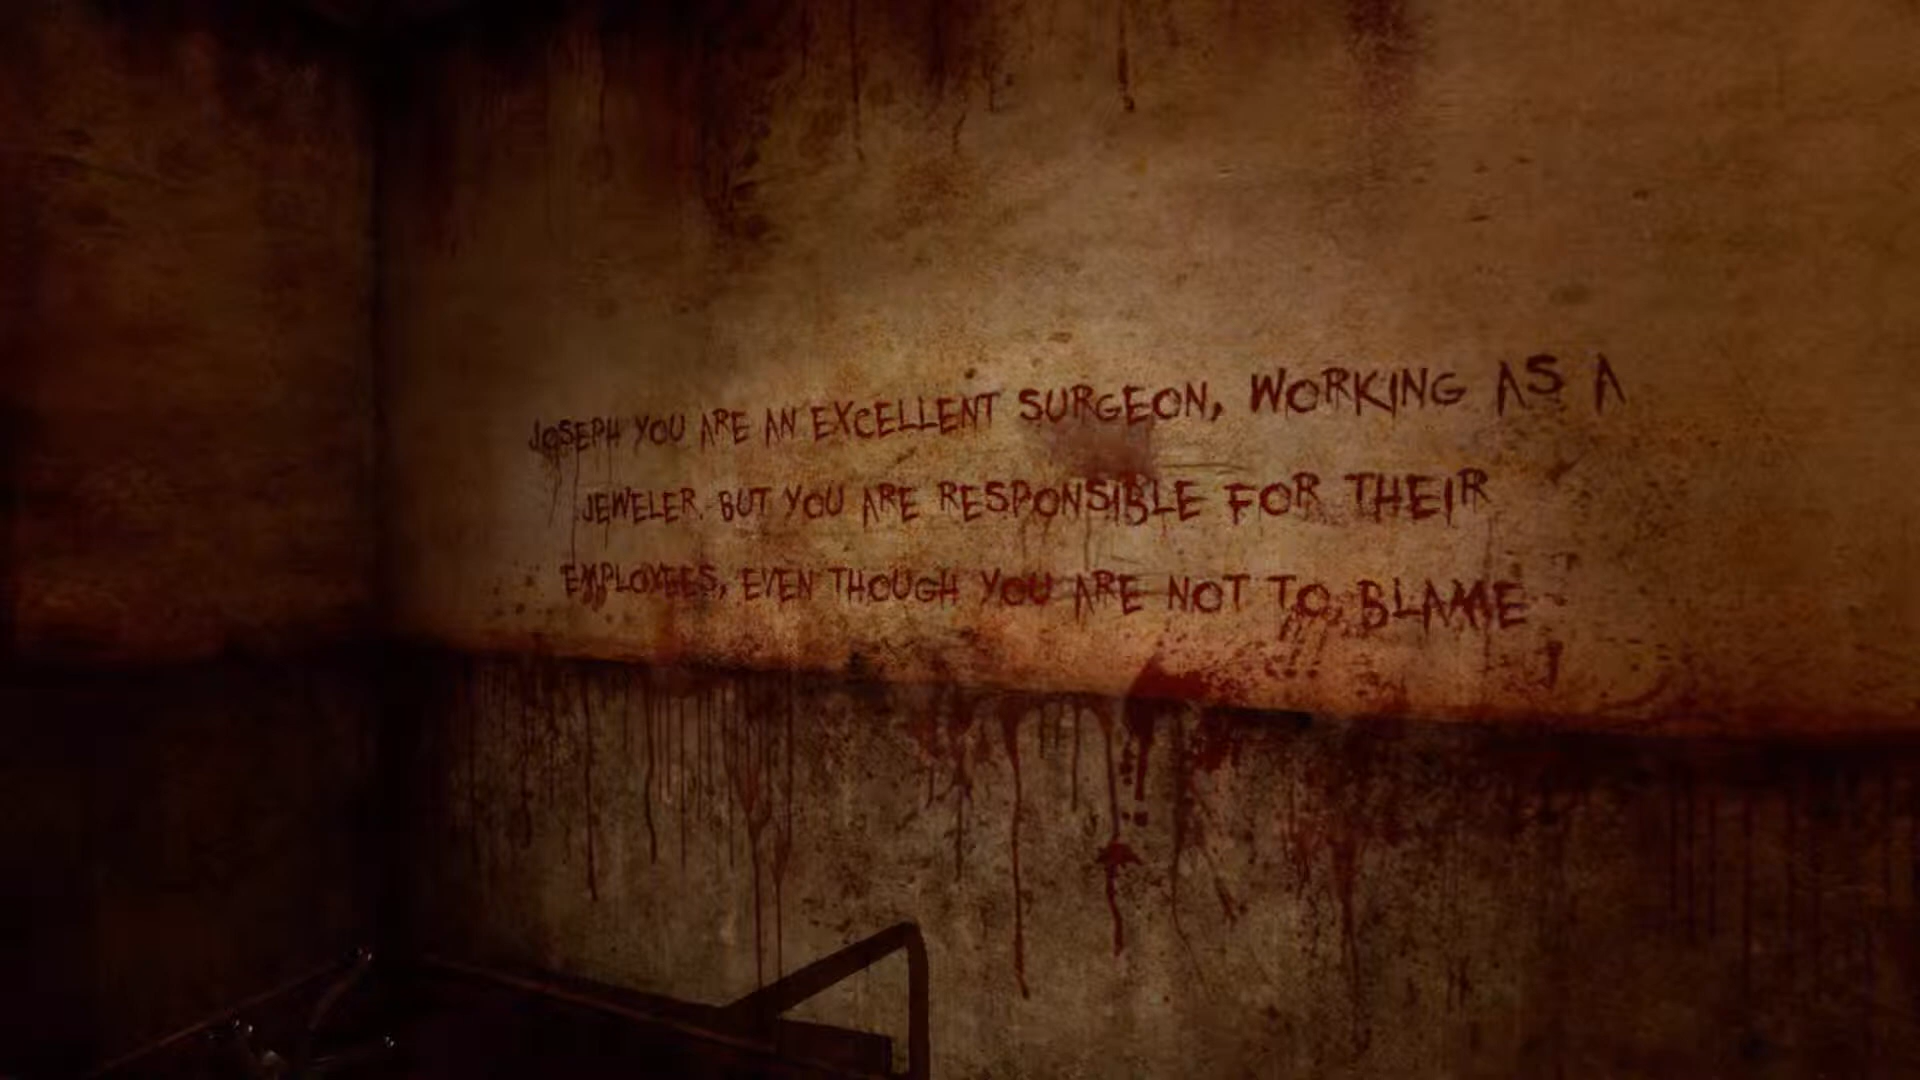 JOSEPH YOU ARE AN EXCELLENT SURGEON, WORKING AS A
JEWELER. BUT YOU ARE RESPONSIBLE FOR THEIR
EMPLOYEES, EVEN THOUGH YOU ARE NOT TO BLAME